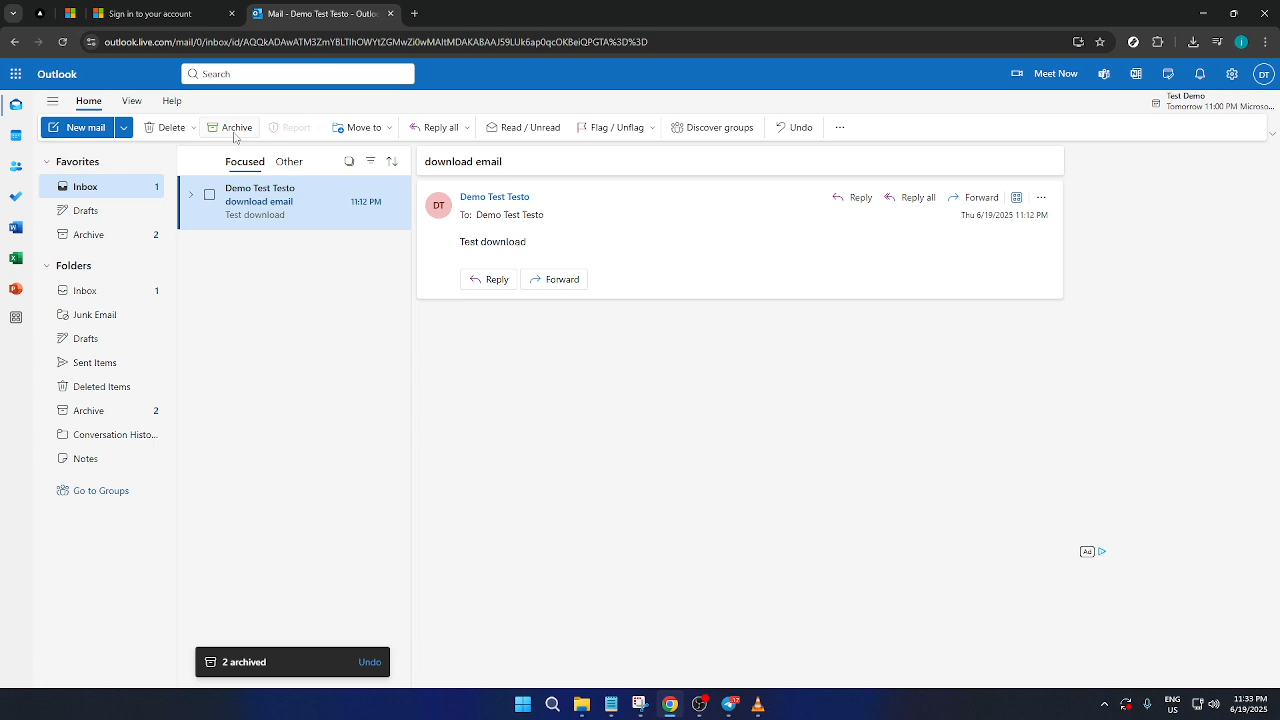 Sign in to your account
Mail - Demo Test Testo - Outlo
outlook.live.com/mail/0/inbox/id/AQQkADAwATM3ZmYBLTlhOWYtZGMwZi0wMAItMDAKABAAJ59LUk6ap0qcOKBeiQPGTA%3D%3D
Outlook
Search
Meet Now
DT
Home
View
Help
Test Demo
Tomorrow 11:00 PM Microso...
New mail
Delete
Archive
Report
Move to
Reply all
Read / Unread
Flag / Unflag
Discover groups
Undo
Favorites
Inbox 1
Drafts
Archive 2
Folders
Inbox 1
Junk Email
Drafts
Sent Items
Deleted Items
Archive 2
Conversation Histo...
Notes
Go to Groups
Focused
Other
Demo Test Testo
download email 11:12 PM
Test download
download email
DT
Demo Test Testo
To: Demo Test Testo
Reply
Reply all
Forward
Thu 6/19/2025 11:12 PM
Test download
Reply
Forward
Ad
2 archived Undo
ENG
US
11:33 PM
6/19/2025